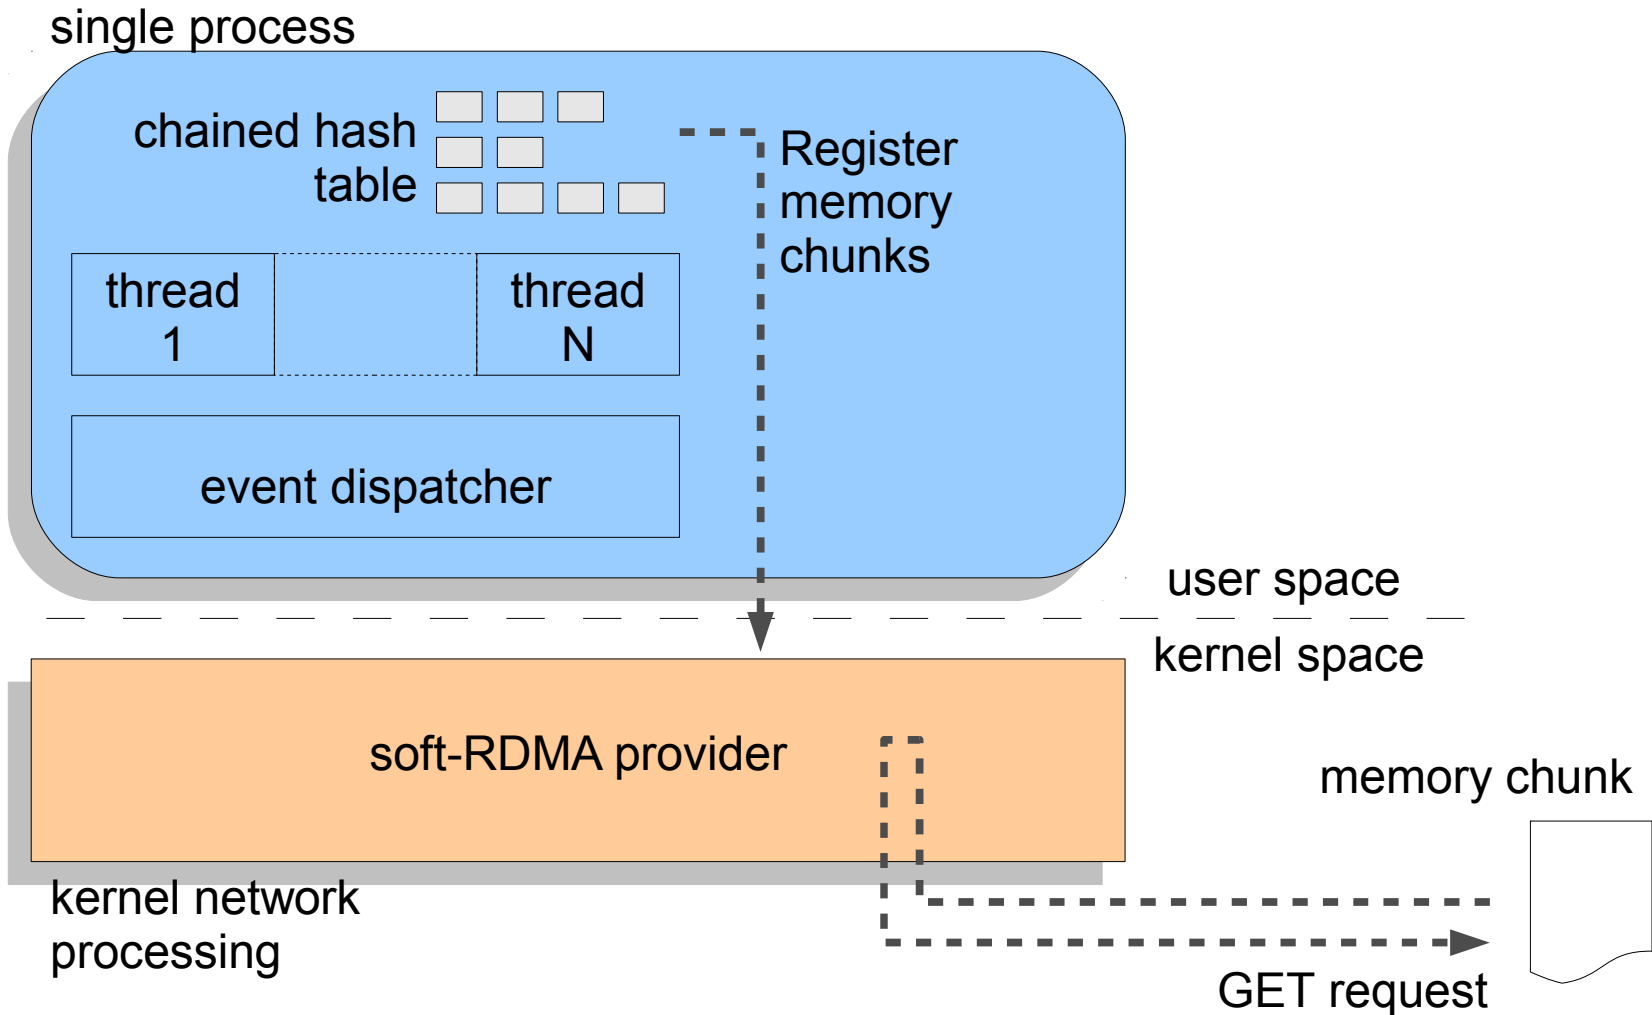 single process
chained hash
table
Register
memory
chunks
thread
1
thread
N
event dispatcher
user space
kernel space
soft-RDMA provider
memory chunk
kernel network
processing
GET request